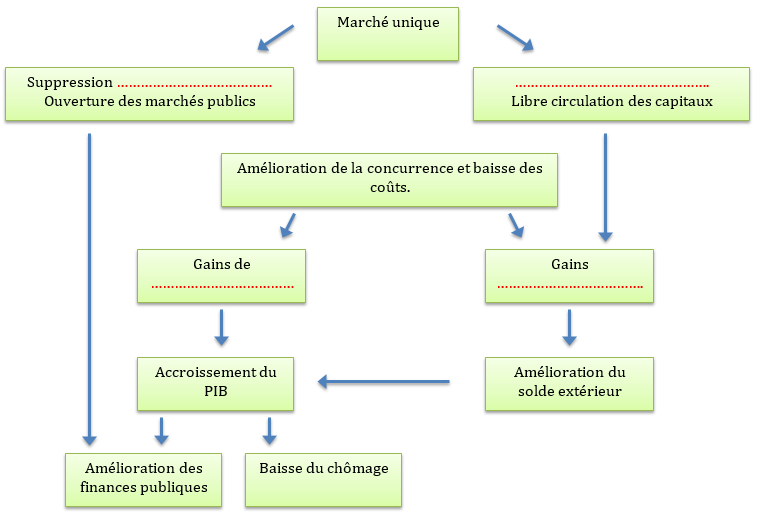 Marché unique
Suppression …………………………………
Ouverture des marchés publics
………………………………………….
Libre circulation des capitaux
Amélioration de la concurrence et baisse des
coûts.
Gains de
………………………………
Gains
……………………………….
Accroissement du
PIB
Amélioration du
solde extérieur
Amélioration des
finances publiques
Baisse du chômage